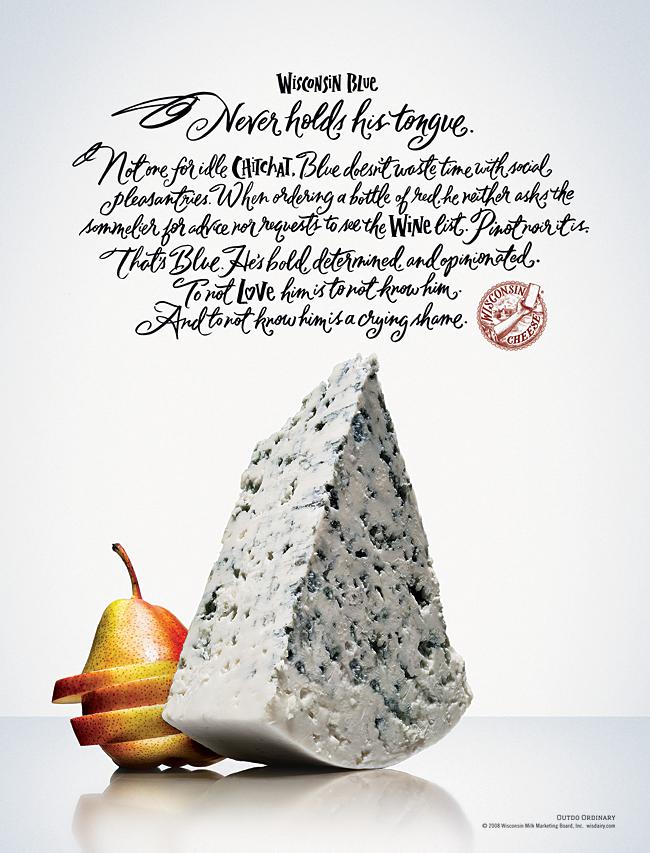 Wisconsin Blue
Never holds his tongue.
Not one for idle Chitchat, Blue doesn't waste time with social
pleasantries. When ordering a bottle of red, he neither asks the
sommelier for advice nor requests to see the Wine list. Pinot noir it is.
That's Blue. He's bold, determined, and opinionated.
To not Love him is to not know him.
And to not know him is a crying shame.
WISCONSIN
CHEESE
OUTDO ORDINARY
© 2008 Wisconsin Milk Marketing Board, Inc. wisdairy.com